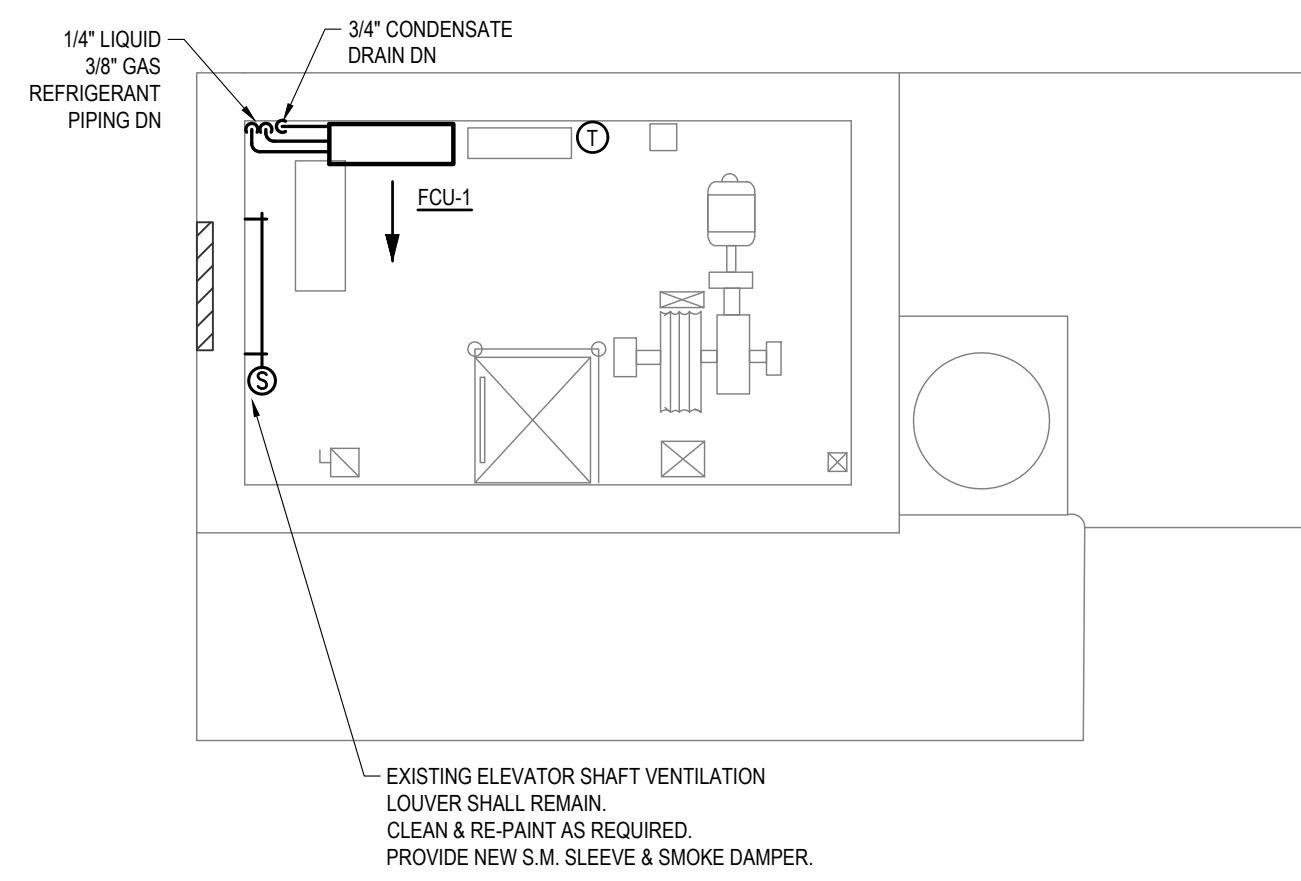 1/4" LIQUID
3/8" GAS
REFRIGERANT
PIPING DN
3/4" CONDENSATE
DRAIN DN
T
FCU-1
S
EXISTING ELEVATOR SHAFT VENTILATION
LOUVER SHALL REMAIN.
CLEAN & RE-PAINT AS REQUIRED.
PROVIDE NEW S.M. SLEEVE & SMOKE DAMPER.